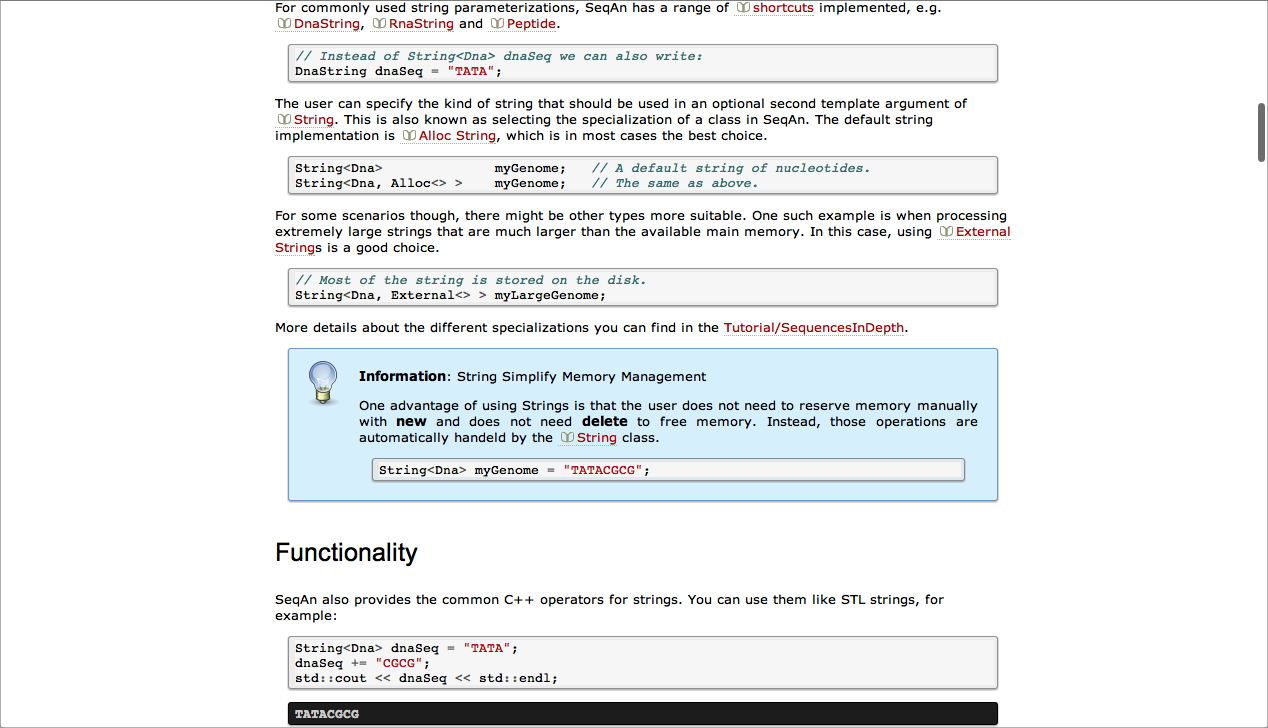 For commonly used string parameterizations, SeqAn has a range of shortcuts implemented, e.g.
DnaString, RnaString and Peptide.
// Instead of String<Dna> dnaSeq we can also write:
DnaString dnaSeq = "TATA";
The user can specify the kind of string that should be used in an optional second template argument of
String. This is also known as selecting the specialization of a class in SeqAn. The default string
implementation is Alloc String, which is in most cases the best choice.
String<Dna> myGenome; // A default string of nucleotides.
String<Dna, Alloc<> > myGenome; // The same as above.
For some scenarios though, there might be other types more suitable. One such example is when processing
extremely large strings that are much larger than the available main memory. In this case, using External
Strings is a good choice.
// Most of the string is stored on the disk.
String<Dna, External<> > myLargeGenome;
More details about the different specializations you can find in the Tutorial/SequencesInDepth.
Information: String Simplify Memory Management
One advantage of using Strings is that the user does not need to reserve memory manually
with new and does not need delete to free memory. Instead, those operations are
automatically handeld by the String class.
String<Dna> myGenome = "TATACGCG";
Functionality
SeqAn also provides the common C++ operators for strings. You can use them like STL strings, for
example:
String<Dna> dnaSeq = "TATA";
dnaSeq += "CGCG";
std::cout << dnaSeq << std::endl;
TATACGCG